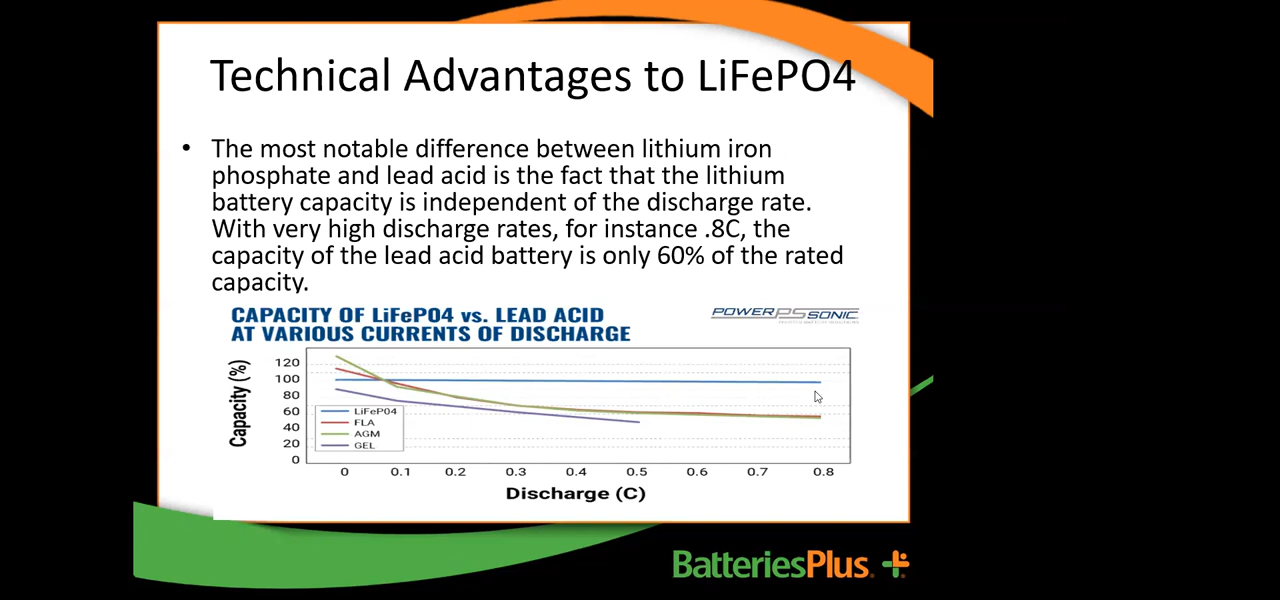 Technical Advantages to LiFePO4
• The most notable difference between lithium iron
phosphate and lead acid is the fact that the lithium
battery capacity is independent of the discharge rate.
With very high discharge rates, for instance .8C, the
capacity of the lead acid battery is only 60% of the rated
capacity.
CAPACITY OF LiFePO4 vs. LEAD ACID
AT VARIOUS CURRENTS OF DISCHARGE
POWER PS SONIC
Capacity (%)
120
100
80
60
40
20
0
LiFeP04
FLA
AGM
GEL
0 0.1 0.2 0.3 0.4 0.5 0.6 0.7 0.8
Discharge (C)
BatteriesPlus.